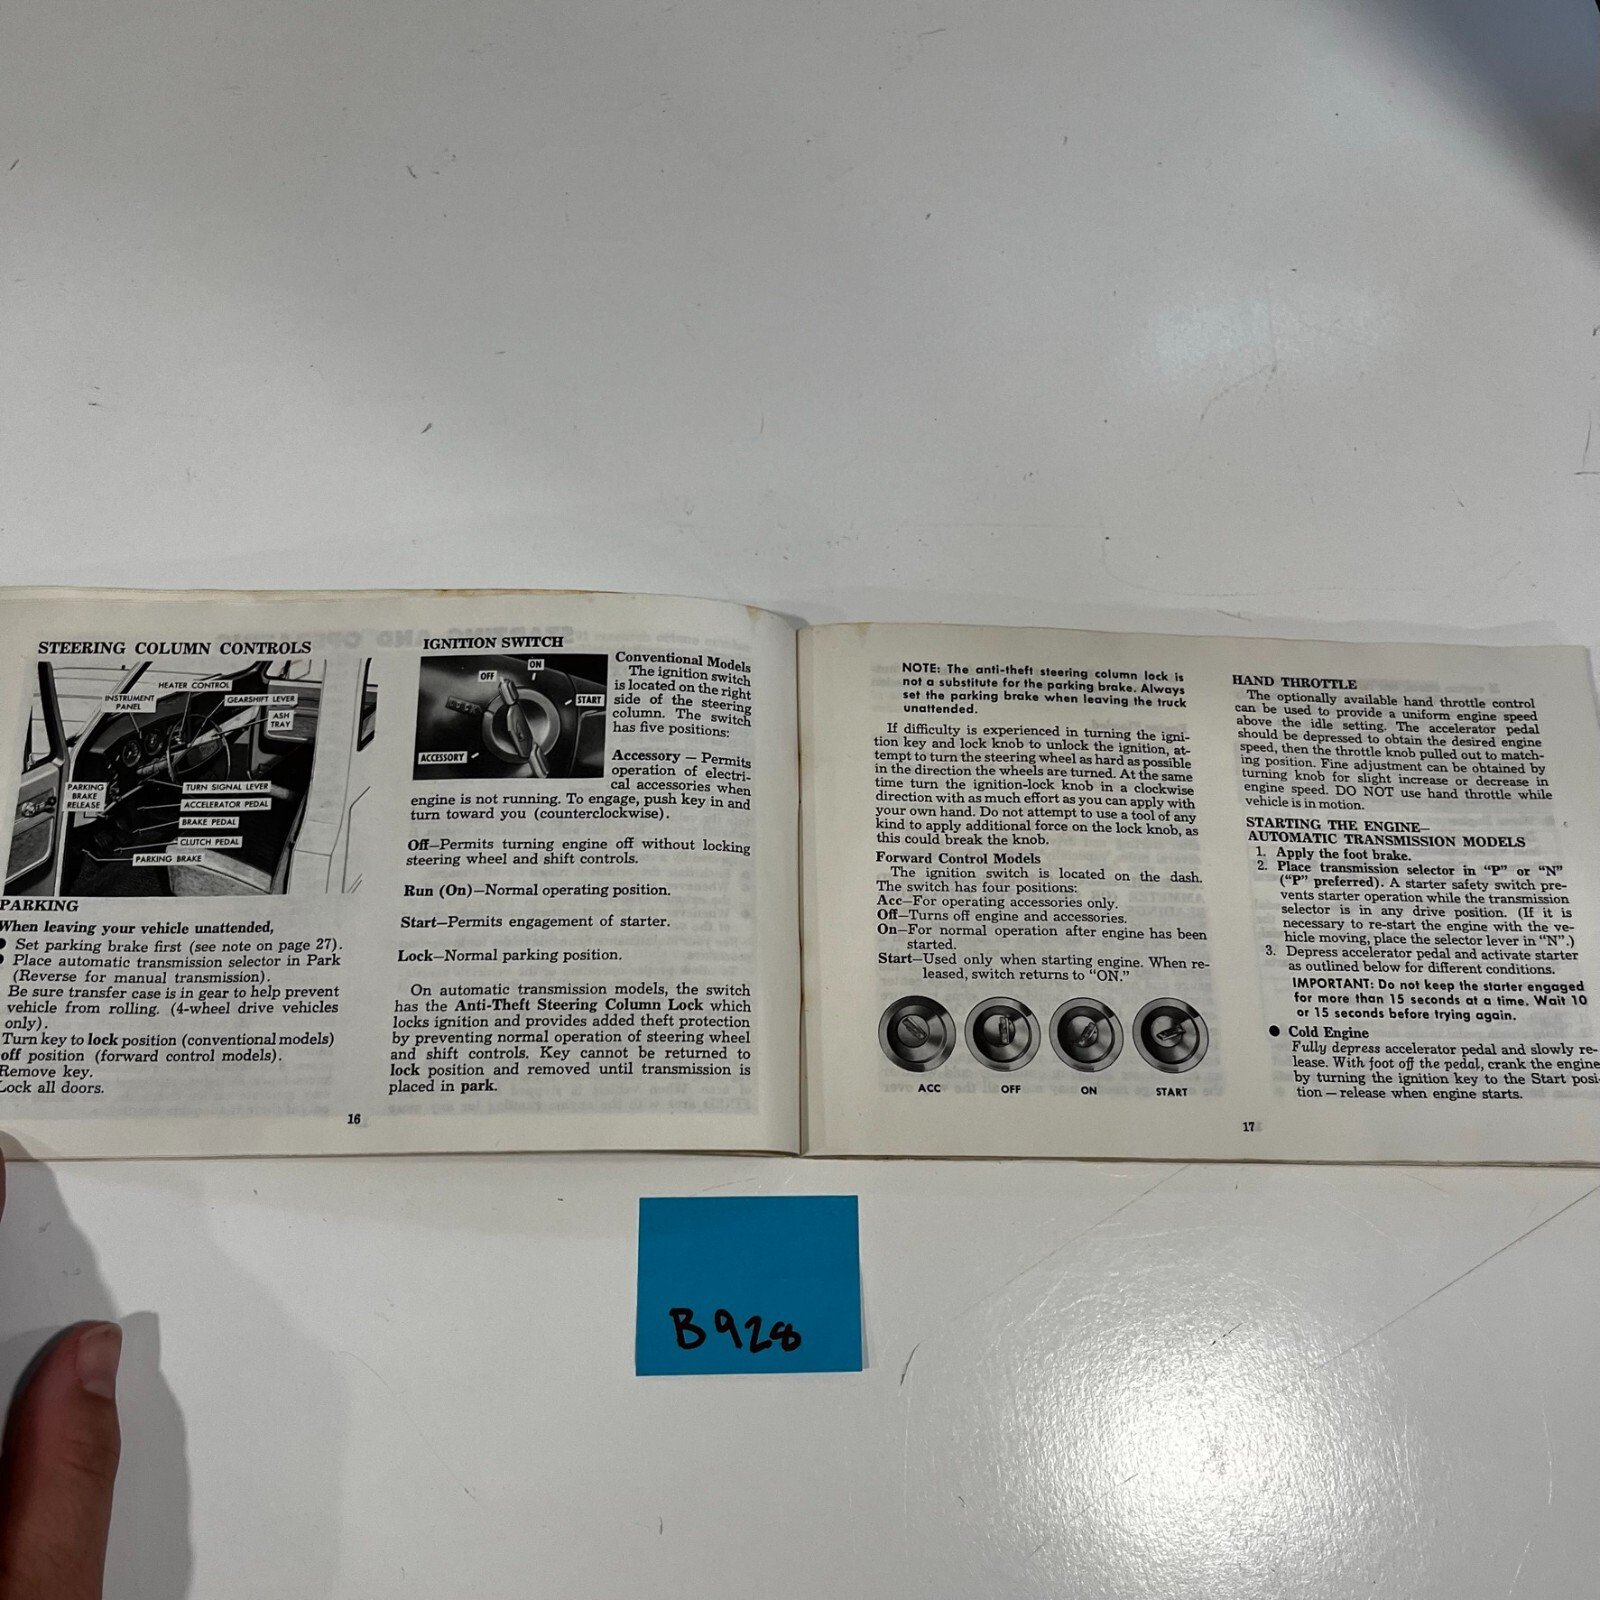 STEERING COLUMN CONTROLS
HEATER CONTROL
INSTRUMENT
PANEL
GEARSHIFT LEVER
ASH
TRAY
PARKING
BRAKE
RELEASE
TURN SIGNAL LEVER
ACCELERATOR PEDAL
BRAKE PEDAL
CLUTCH PEDAL
PARKING BRAKE
PARKING
When leaving your vehicle unattended,
● Set parking brake first (see note on page 27).
● Place automatic transmission selector in Park
(Reverse for manual transmission).
Be sure transfer case is in gear to help prevent
vehicle from rolling. (4-wheel drive vehicles
only).
Turn key to lock position (conventional models)
off position (forward control models).
Remove key.
Lock all doors.
16
IGNITION SWITCH
OFF
ON
START
LOCK
ACCESSORY
Conventional Models
The ignition switch
is located on the right
side of the steering
column. The switch
has five positions:
Accessory — Permits
operation of electri-
cal accessories when
engine is not running. To engage, push key in and
turn toward you (counterclockwise).
Off—Permits turning engine off without locking
steering wheel and shift controls.
Run (On)—Normal operating position.
Start—Permits engagement of starter.
Lock—Normal parking position.
On automatic transmission models, the switch
has the Anti-Theft Steering Column Lock which
locks ignition and provides added theft protection
by preventing normal operation of steering wheel
and shift controls. Key cannot be returned to
lock position and removed until transmission is
placed in park.
NOTE: The anti-theft steering column lock is
not a substitute for the parking brake. Always
set the parking brake when leaving the truck
unattended.
If difficulty is experienced in turning the igni-
tion key and lock knob to unlock the ignition, at-
tempt to turn the steering wheel as hard as possible
in the direction the wheels are turned. At the same
time turn the ignition-lock knob in a clockwise
direction with as much effort as you can apply with
your own hand. Do not attempt to use a tool of any
kind to apply additional force on the lock knob, as
this could break the knob.
Forward Control Models
The ignition switch is located on the dash.
The switch has four positions:
Acc—For operating accessories only.
Off—Turns off engine and accessories.
On—For normal operation after engine has been
started.
Start—Used only when starting engine. When re-
leased, switch returns to “ON.”
ACC OFF ON START
17
HAND THROTTLE
The optionally available hand throttle control
can be used to provide a uniform engine speed
above the idle setting. The accelerator pedal
should be depressed to obtain the desired engine
speed, then the throttle knob pulled out to match-
ing position. Fine adjustment can be obtained by
turning knob for slight increase or decrease in
engine speed. DO NOT use hand throttle while
vehicle is in motion.
STARTING THE ENGINE—
AUTOMATIC TRANSMISSION MODELS
1. Apply the foot brake.
2. Place transmission selector in “P” or “N”
(“P” preferred). A starter safety switch pre-
vents starter operation while the transmission
selector is in any drive position. (If it is
necessary to re-start the engine with the ve-
hicle moving, place the selector lever in “N”.)
3. Depress accelerator pedal and activate starter
as outlined below for different conditions.
IMPORTANT: Do not keep the starter engaged
for more than 15 seconds at a time. Wait 10
or 15 seconds before trying again.
● Cold Engine
Fully depress accelerator pedal and slowly re-
lease. With foot off the pedal, crank the engine
by turning the ignition key to the Start posi-
tion — release when engine starts.
B928